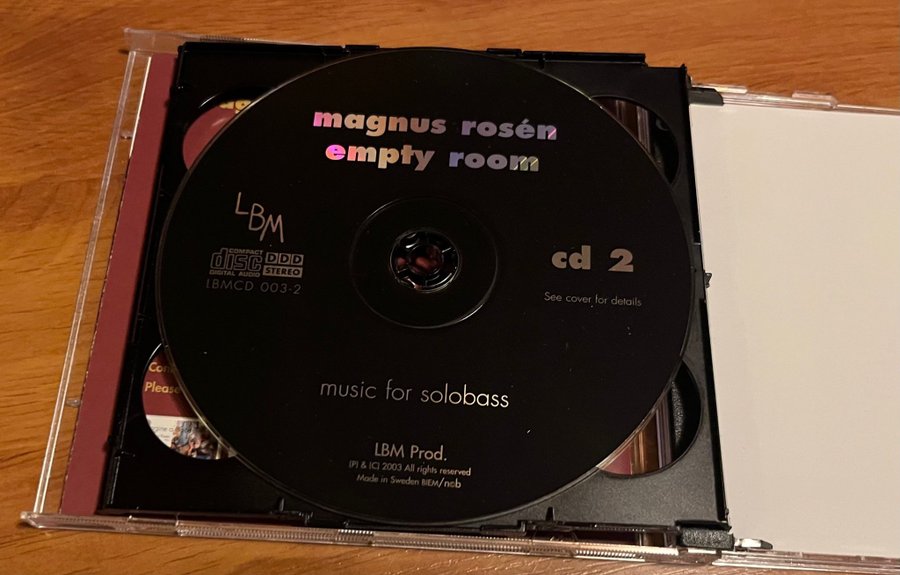 magnus rosén
empty room
LBM
COMPACT
disc DDD
DIGITAL AUDIO STEREO
LBMCD 003-2
cd 2
See cover for details
music for solobass
LBM Prod.
(P) & (C) 2003 All rights reserved
Made in Sweden BIEM/ncb
Please